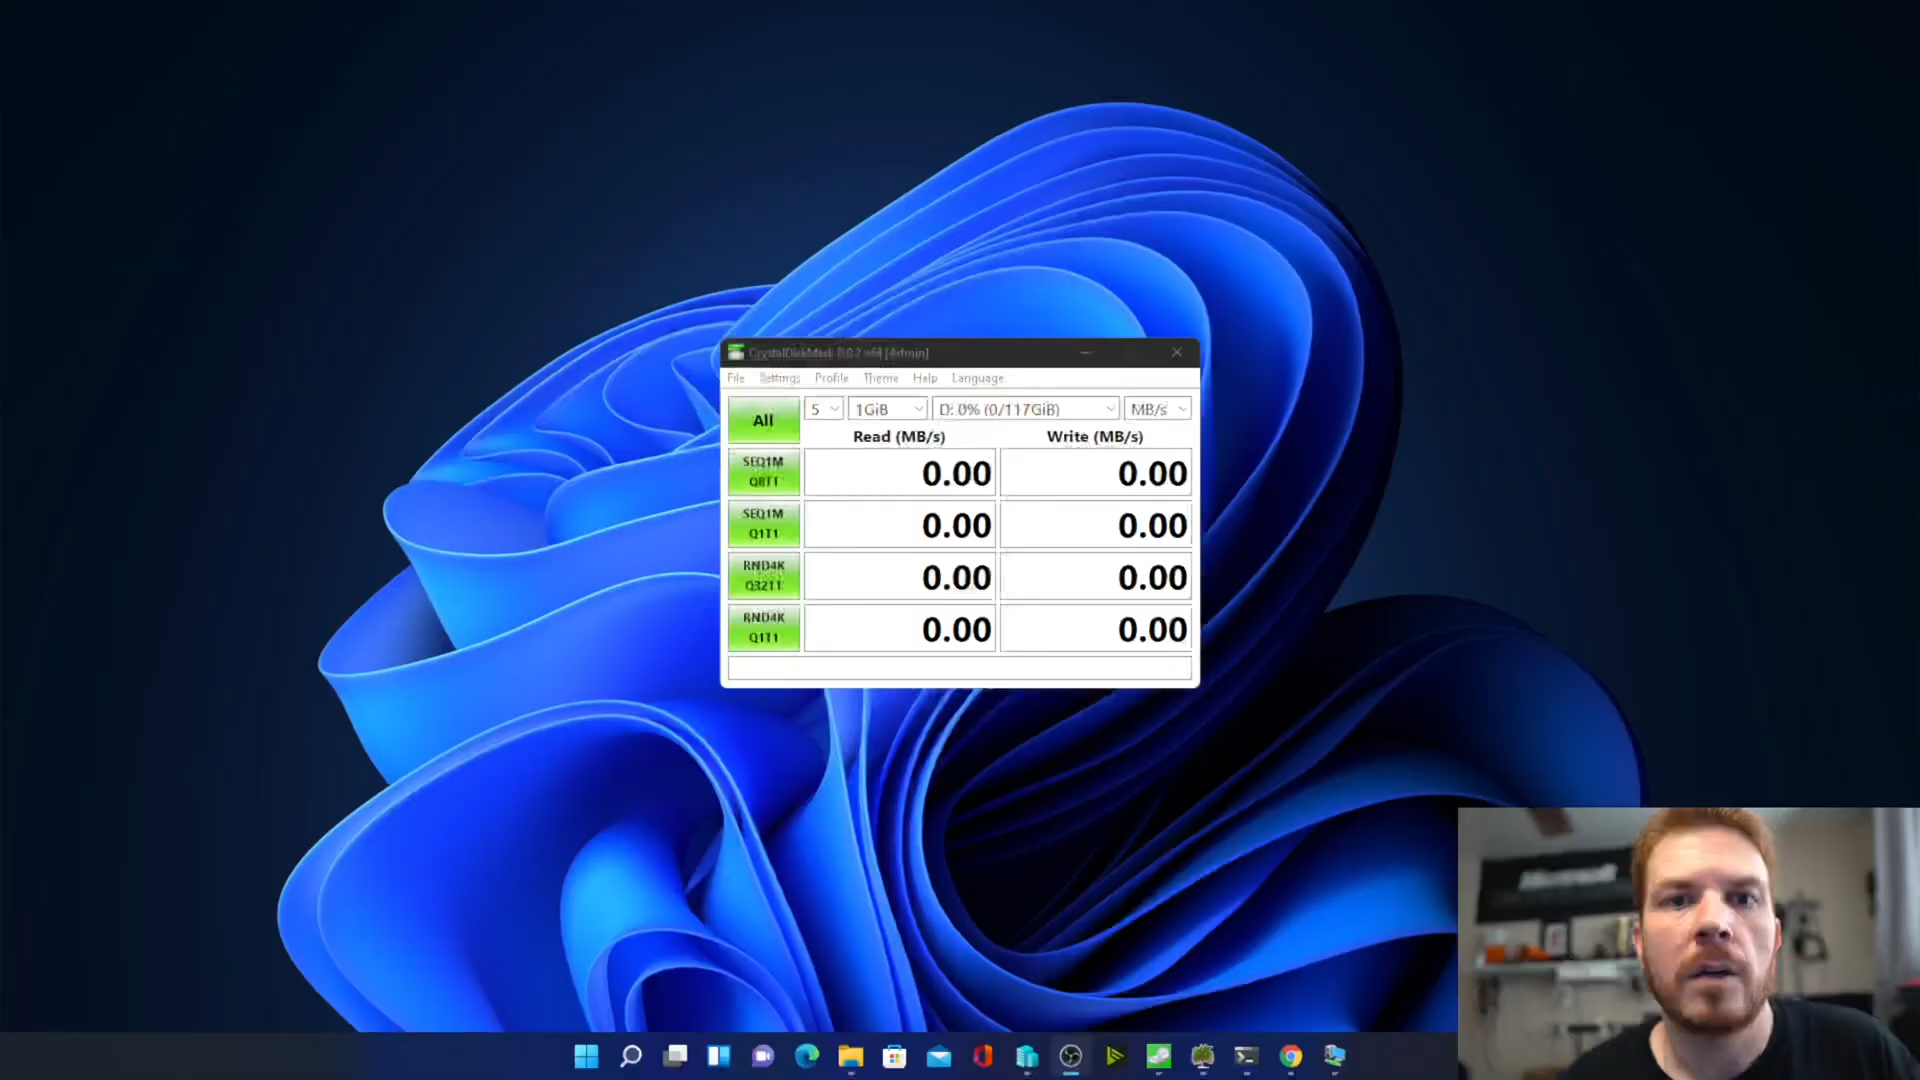 [Admin]
File Settings Profile Theme Help Language
All 5 1GiB D: 0% (0/117GiB) MB/s
Read (MB/s) Write (MB/s)
SEQ1M
Q8T1
0.00 0.00
SEQ1M
Q1T1
0.00 0.00
RND4K
Q32T1
0.00 0.00
RND4K
Q1T1
0.00 0.00
Microsoft